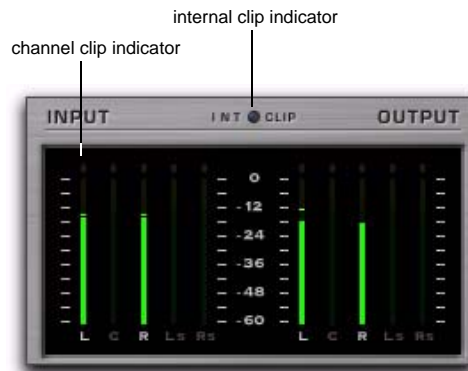 internal clip indicator
channel clip indicator
INPUT INT CLIP OUTPUT
0
-12
-24
-36
-48
-60
L C R Ls Rs L C R Ls Rs